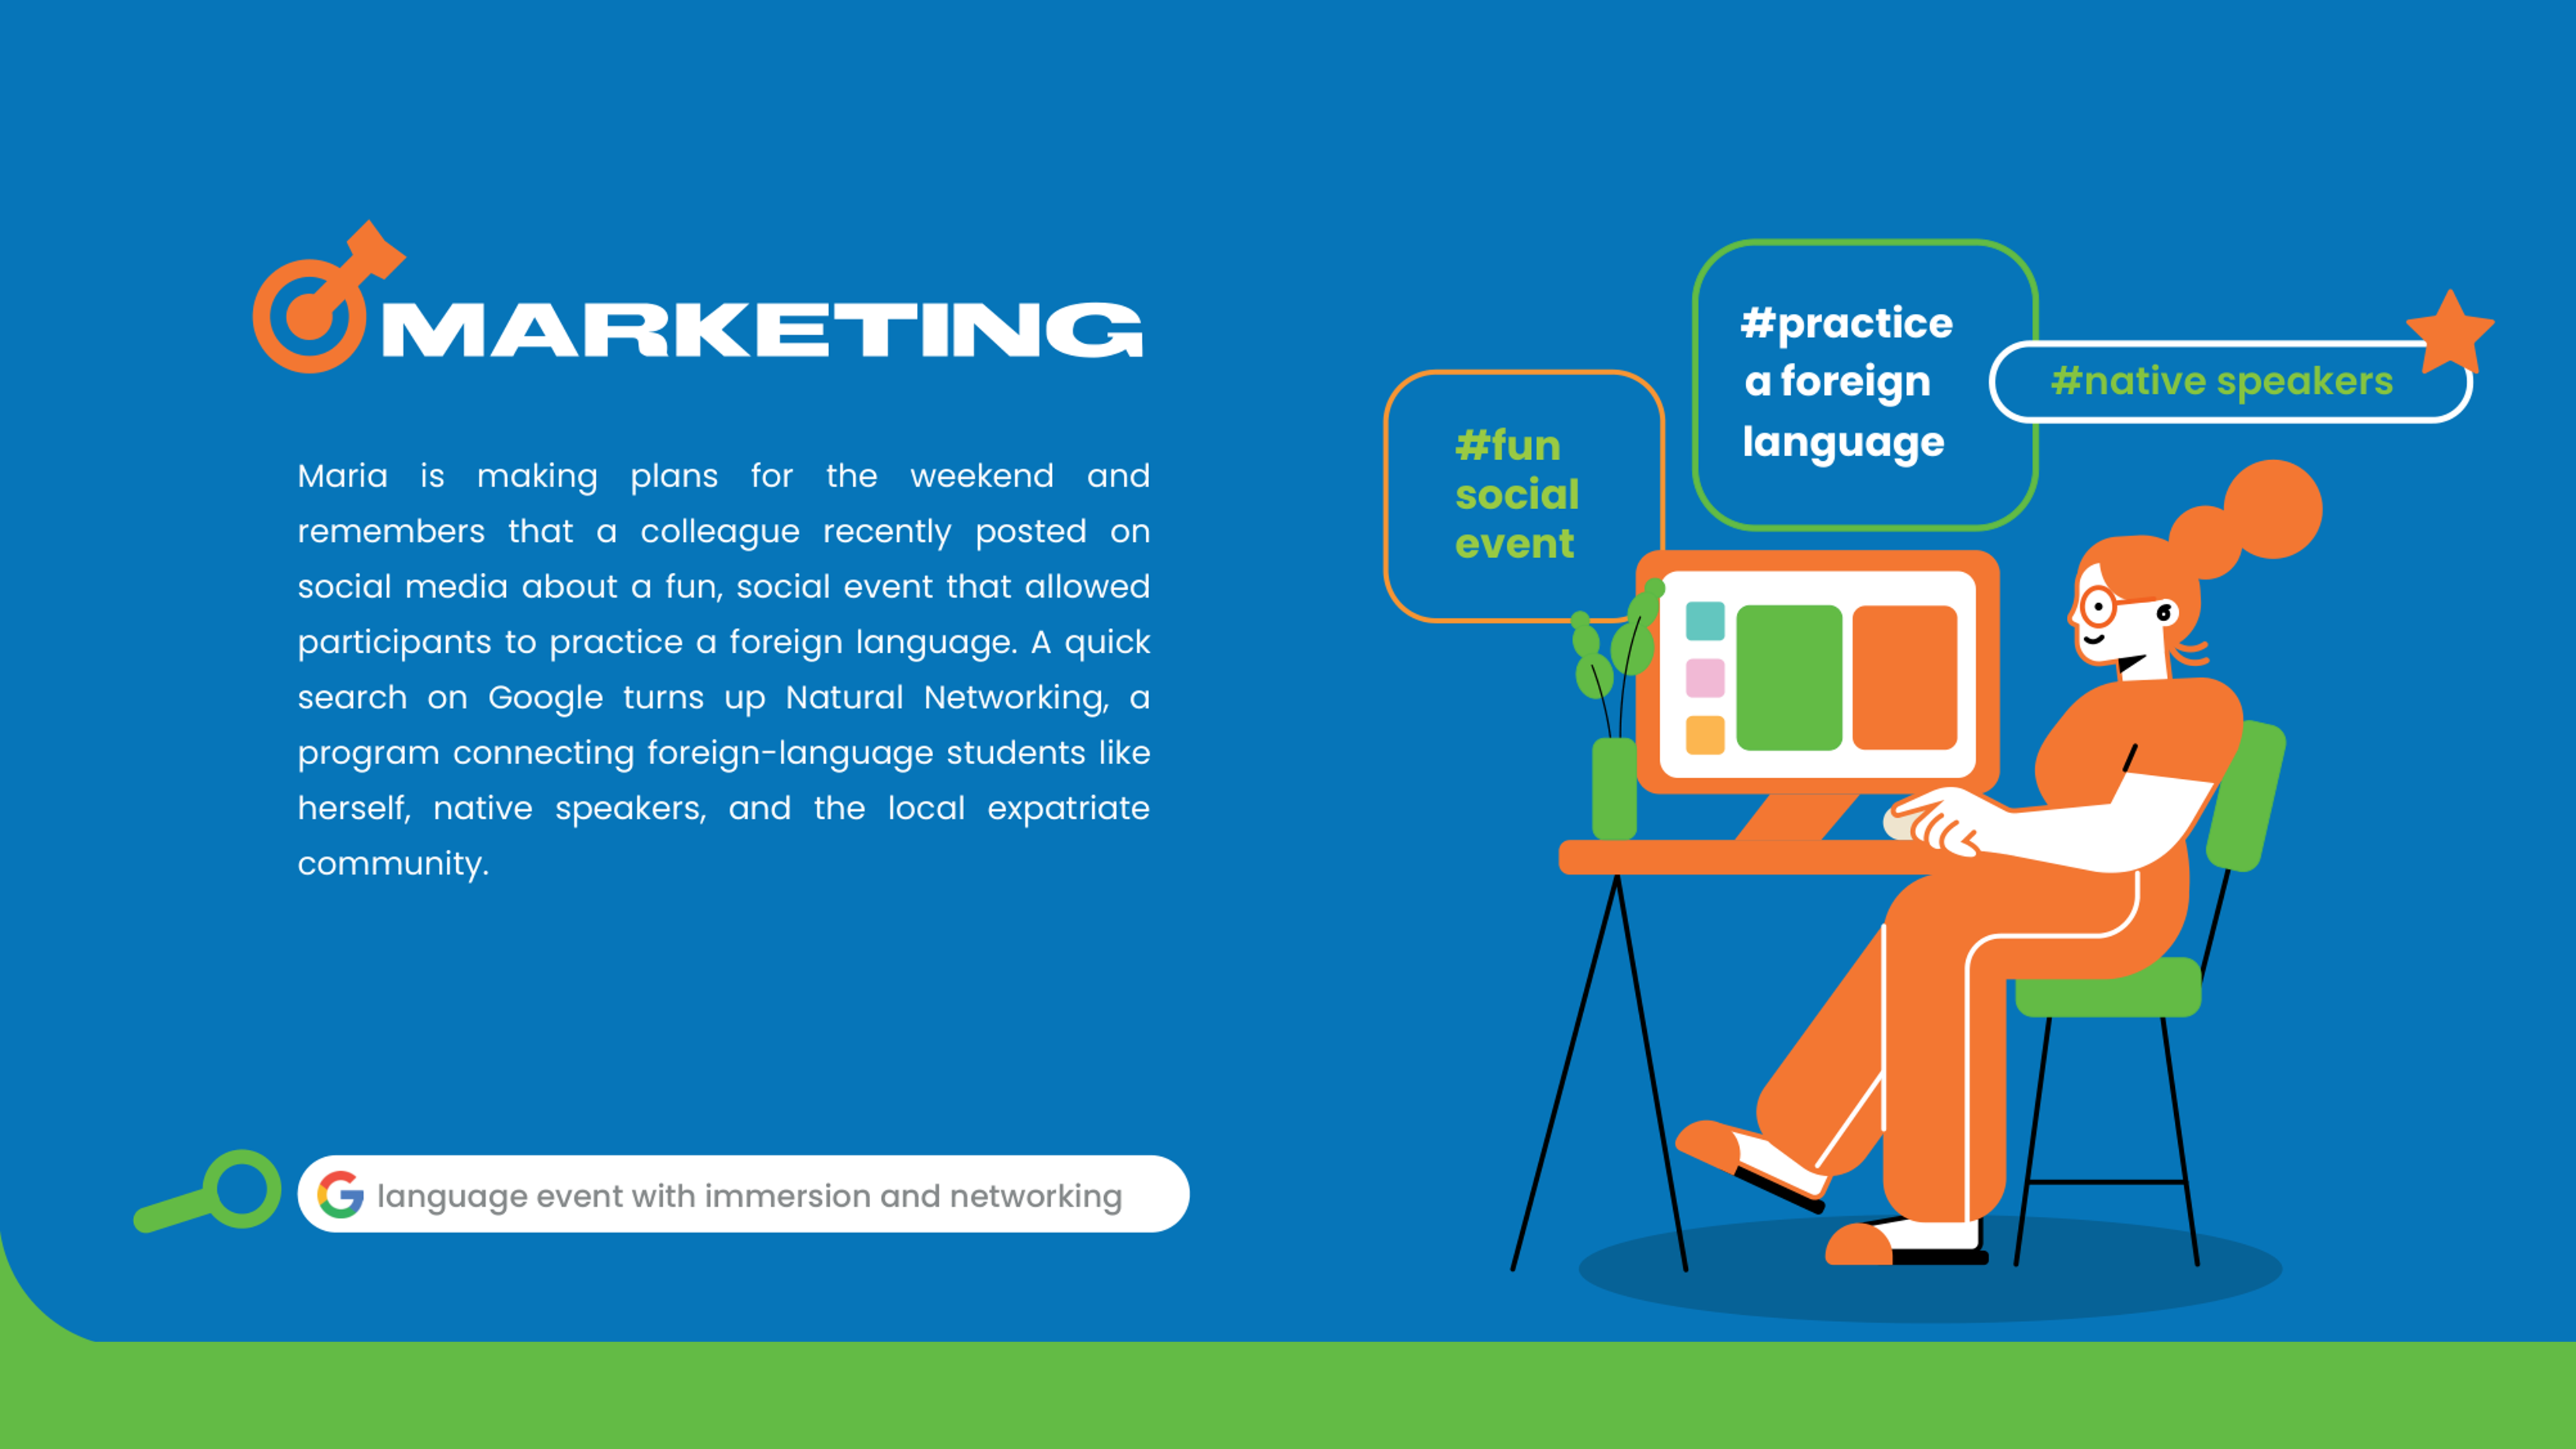 MARKETING
Maria is making plans for the weekend and
remembers that a colleague recently posted on
social media about a fun, social event that allowed
participants to practice a foreign language. A quick
search on Google turns up Natural Networking, a
program connecting foreign-language students like
herself, native speakers, and the local expatriate
community.
language event with immersion and networking
#fun
social
event
#practice
a foreign
language
#native speakers